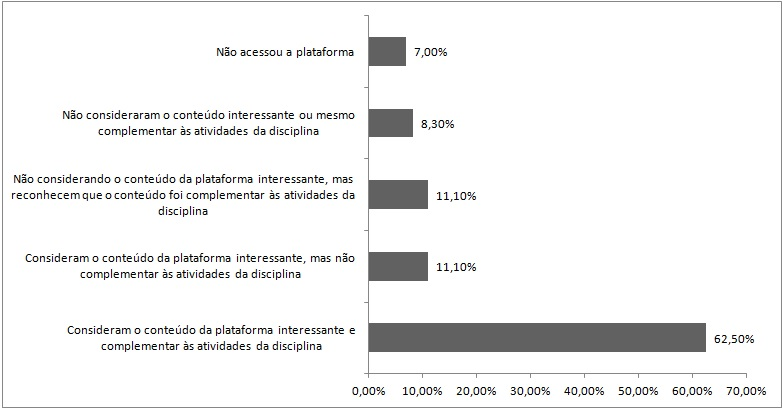 Não acessou a plataforma
7,00%
Não consideraram o conteúdo interessante ou mesmo
complementar às atividades da disciplina
8,30%
Não considerando o conteúdo da plataforma interessante, mas
reconhecem que o conteúdo foi complementar às atividades da
disciplina
11,10%
Consideram o conteúdo da plataforma interessante, mas não
complementar às atividades da disciplina
11,10%
Consideram o conteúdo da plataforma interessante e
complementar às atividades da disciplina
62,50%
0,00% 10,00% 20,00% 30,00% 40,00% 50,00% 60,00% 70,00%